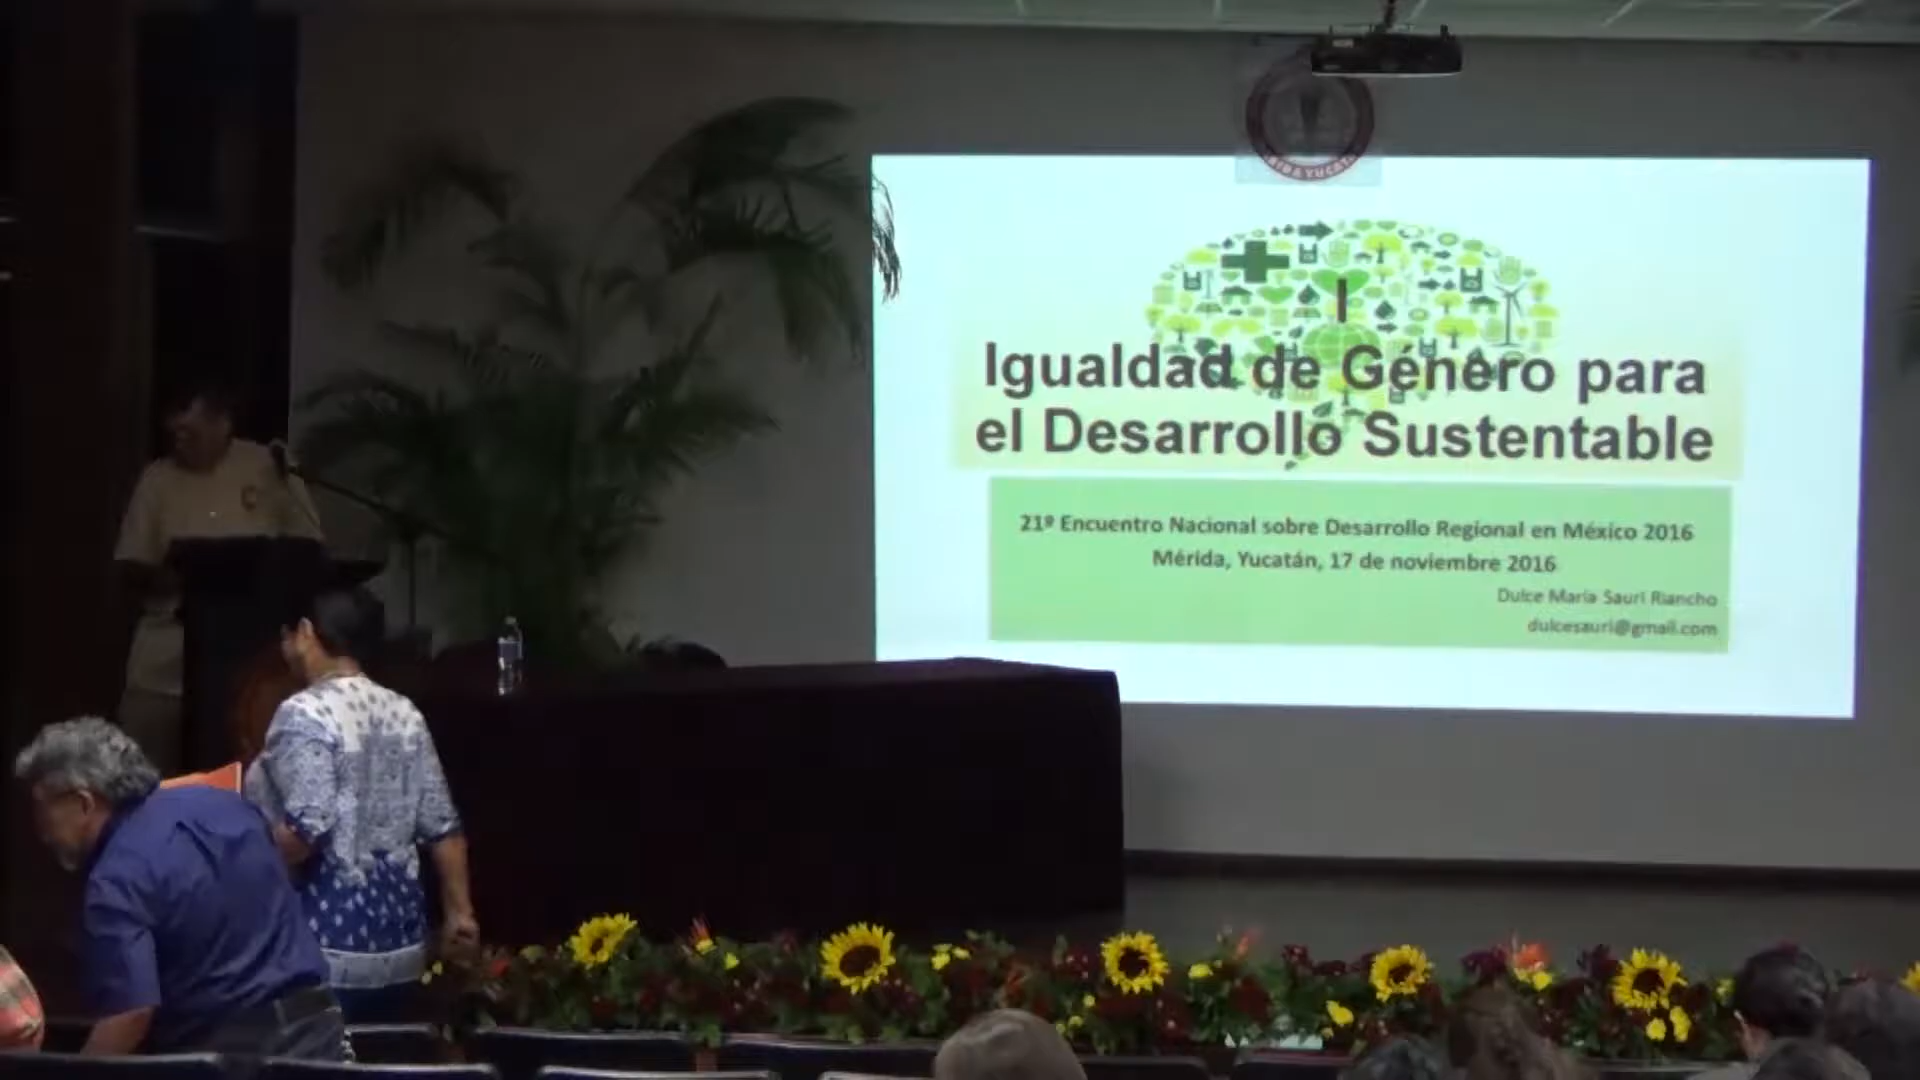 Igualdad de Género para
el Desarrollo Sustentable
21º Encuentro Nacional sobre Desarrollo Regional en México 2016
Mérida, Yucatán, 17 de noviembre 2016
Dulce María Sauri Riancho
dulcesauri@gmail.com